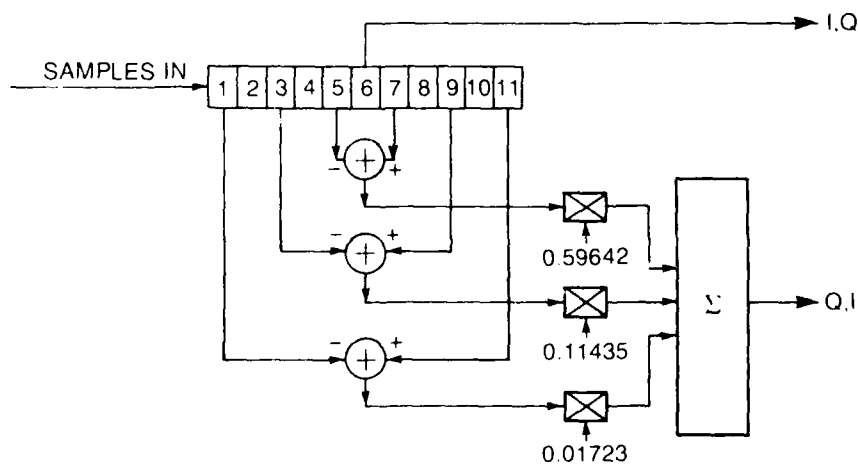 I,Q
SAMPLES IN
1 2 3 4 5 6 7 8 9 10 11
- + +
0.59642
- + +
0.11435
Σ
Q,I
- + +
0.01723